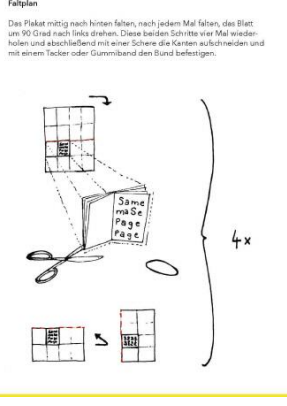 Faltplan
Das Plakat mittig nach hinten falten, nach jedem Mal falten, das Blatt
um 90 Grad nach links drehen. Diese beiden Schritte vier Mal wieder-
holen und abschließend mit einer Schere die Kanten aufschneiden und
mit einem Tacker oder Gummiband den Bund befestigen.
Same
maSe
Page
Page
4x